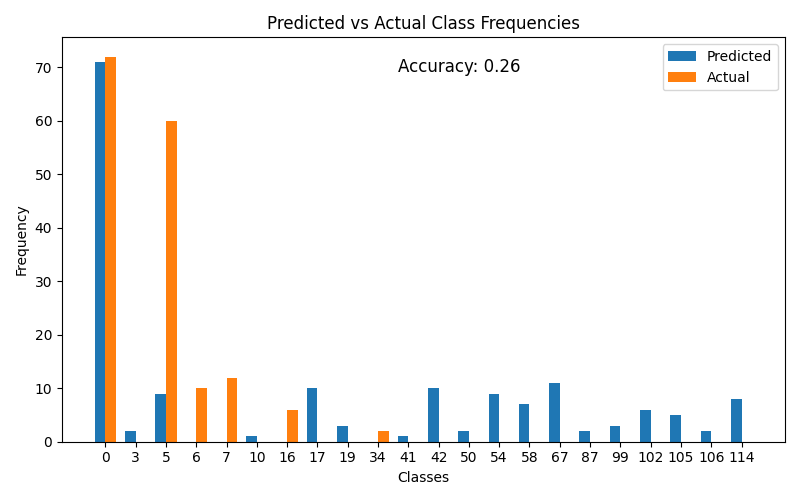 Predicted vs Actual Class Frequencies
Accuracy: 0.26
Predicted
Actual
Frequency
70
60
50
40
30
20
10
0
0 3 5 6 7 10 16 17 19 34 41 42 50 54 58 67 87 99 102 105 106 114
Classes